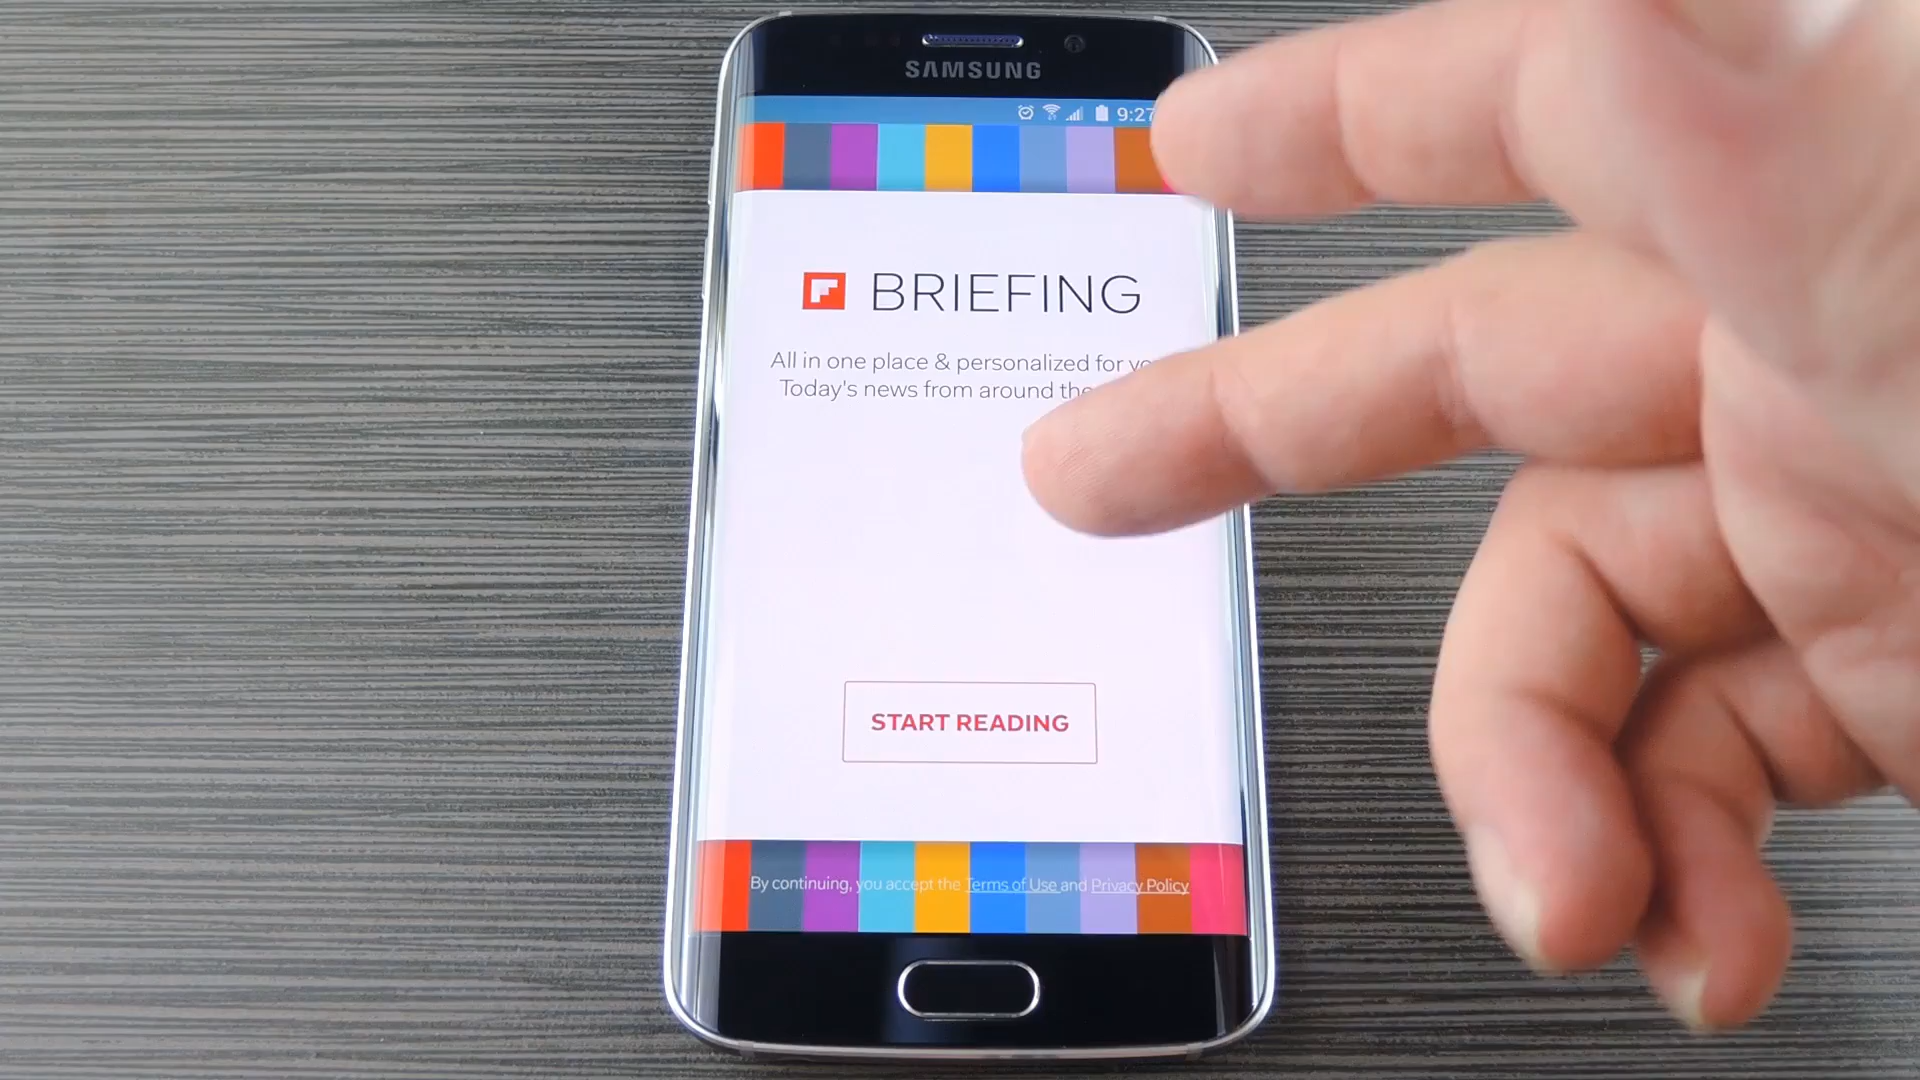 SAMSUNG
9:27
BRIEFING
All in one place & personalized for
Today's news from around the
START READING
By continuing, you accept the Terms of Use and Privacy Policy